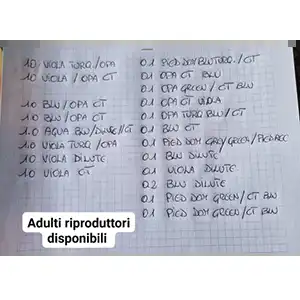 1.0 VIOLA TURQ./OPA
1.0 VIOLA / OPA CT
1.0 BLU / OPA CT
1.0 VIOLA / OPA CT
1.0 AQUA BLU/DILUTE/CT
1.0 VIOLA TURQ / OPA
1.0 VIOLA DILUTE
1.0 VIOLA CT
0.1 PIED DOM BLU TURQ. / CT
0.1 OPA CT BLU
0.1 OPA GREEN / CT BLU
0.1 OPA CT VIOLA
0.1 OPA TURQ BLU / CT
0.1 BLU CT
0.1 PIED DOM GREY/GREEN/PIED REC
0.1 BLU DILUTE
0.1 VIOLA DILUTE
0.2 BLU DILUTE
0.1 PIED DOM GREEN/CT BLU
0.1 PIED DOM GREEN/CT BLU
Adulti riproduttori
disponibili